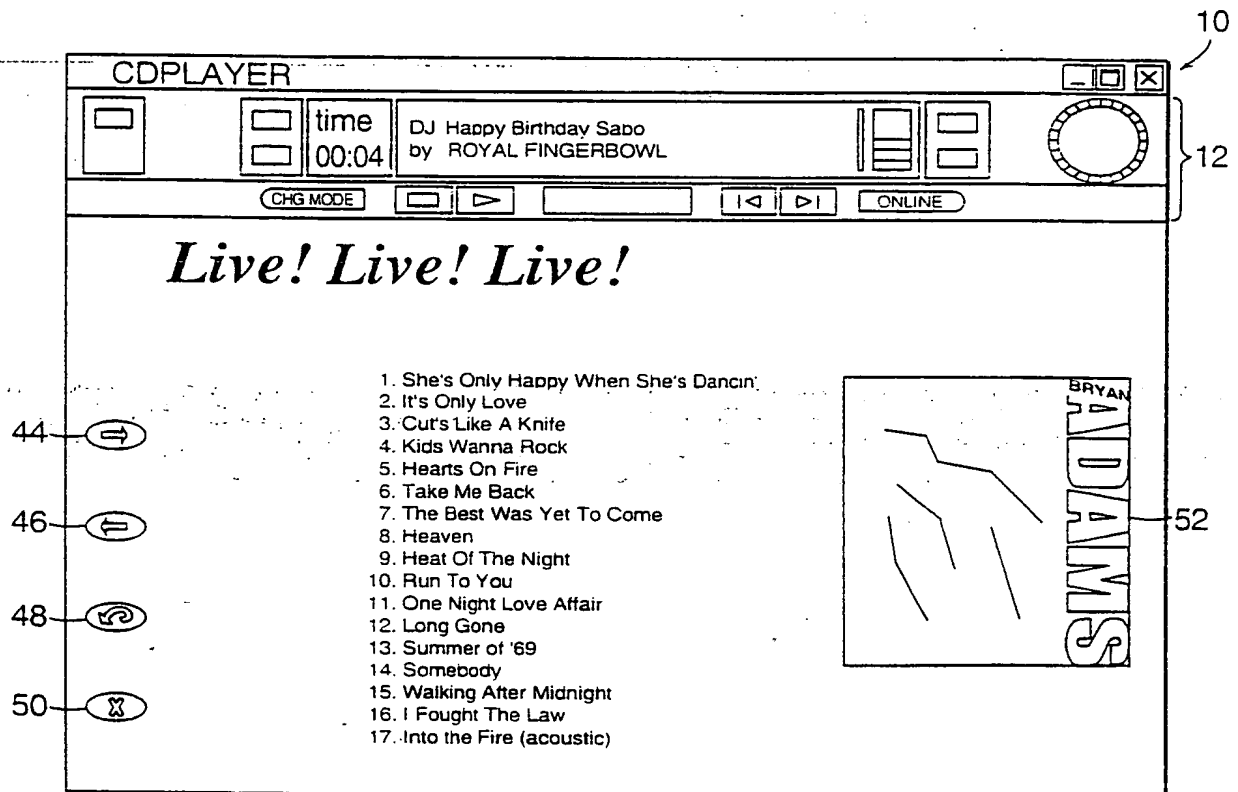 10
CDPLAYER
time
00:04
DJ Happy Birthday Sabo
by ROYAL FINGERBOWL
12
CHG MODE
ONLINE
Live! Live! Live!
1. She's Only Happy When She's Dancin'
2. It's Only Love
3. Cut's Like A Knife
4. Kids Wanna Rock
5. Hearts On Fire
6. Take Me Back
7. The Best Was Yet To Come
8. Heaven
9. Heat Of The Night
10. Run To You
11. One Night Love Affair
12. Long Gone
13. Summer of '69
14. Somebody
15. Walking After Midnight
16. I Fought The Law
17. Into the Fire (acoustic)
BRYAN
ADAMS
44
46
48
50
52